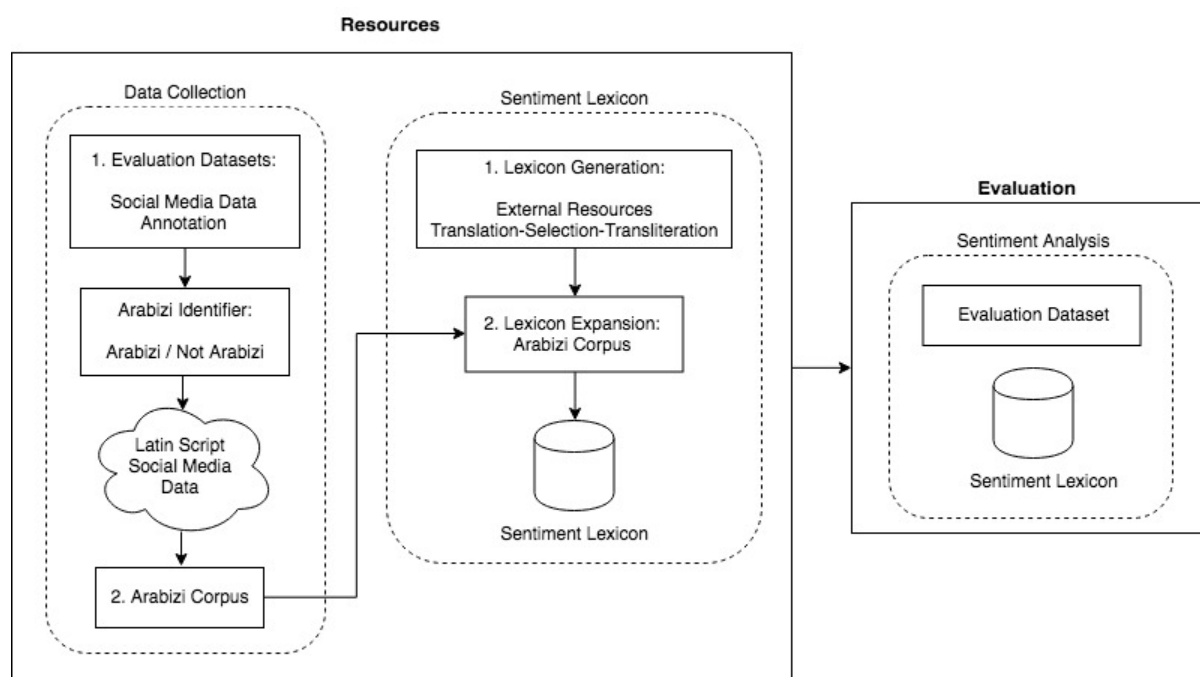 Resources
Data Collection
1. Evaluation Datasets:
Social Media Data
Annotation
Arabizi Identifier:
Arabizi / Not Arabizi
Latin Script
Social Media
Data
2. Arabizi Corpus
Sentiment Lexicon
1. Lexicon Generation:
External Resources
Translation-Selection-Transliteration
2. Lexicon Expansion:
Arabizi Corpus
Sentiment Lexicon
Evaluation
Sentiment Analysis
Evaluation Dataset
Sentiment Lexicon